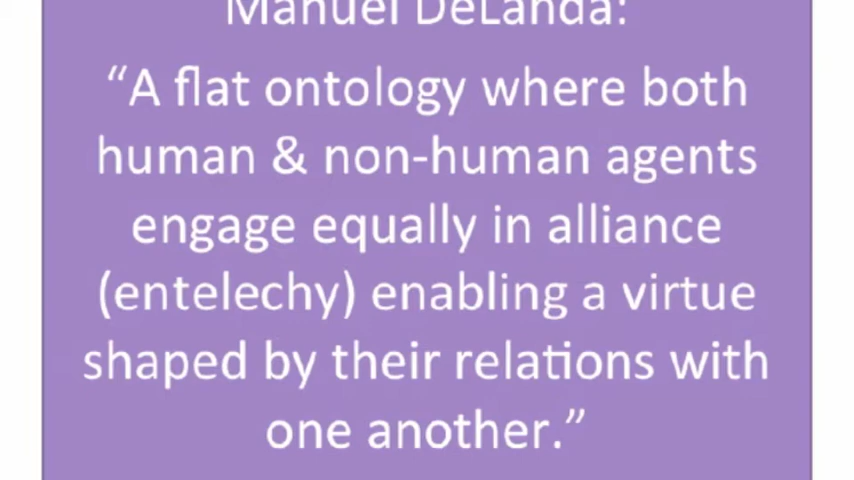 Manuel DeLanda:
“A flat ontology where both
human & non-human agents
engage equally in alliance
(entelechy) enabling a virtue
shaped by their relations with
one another.”